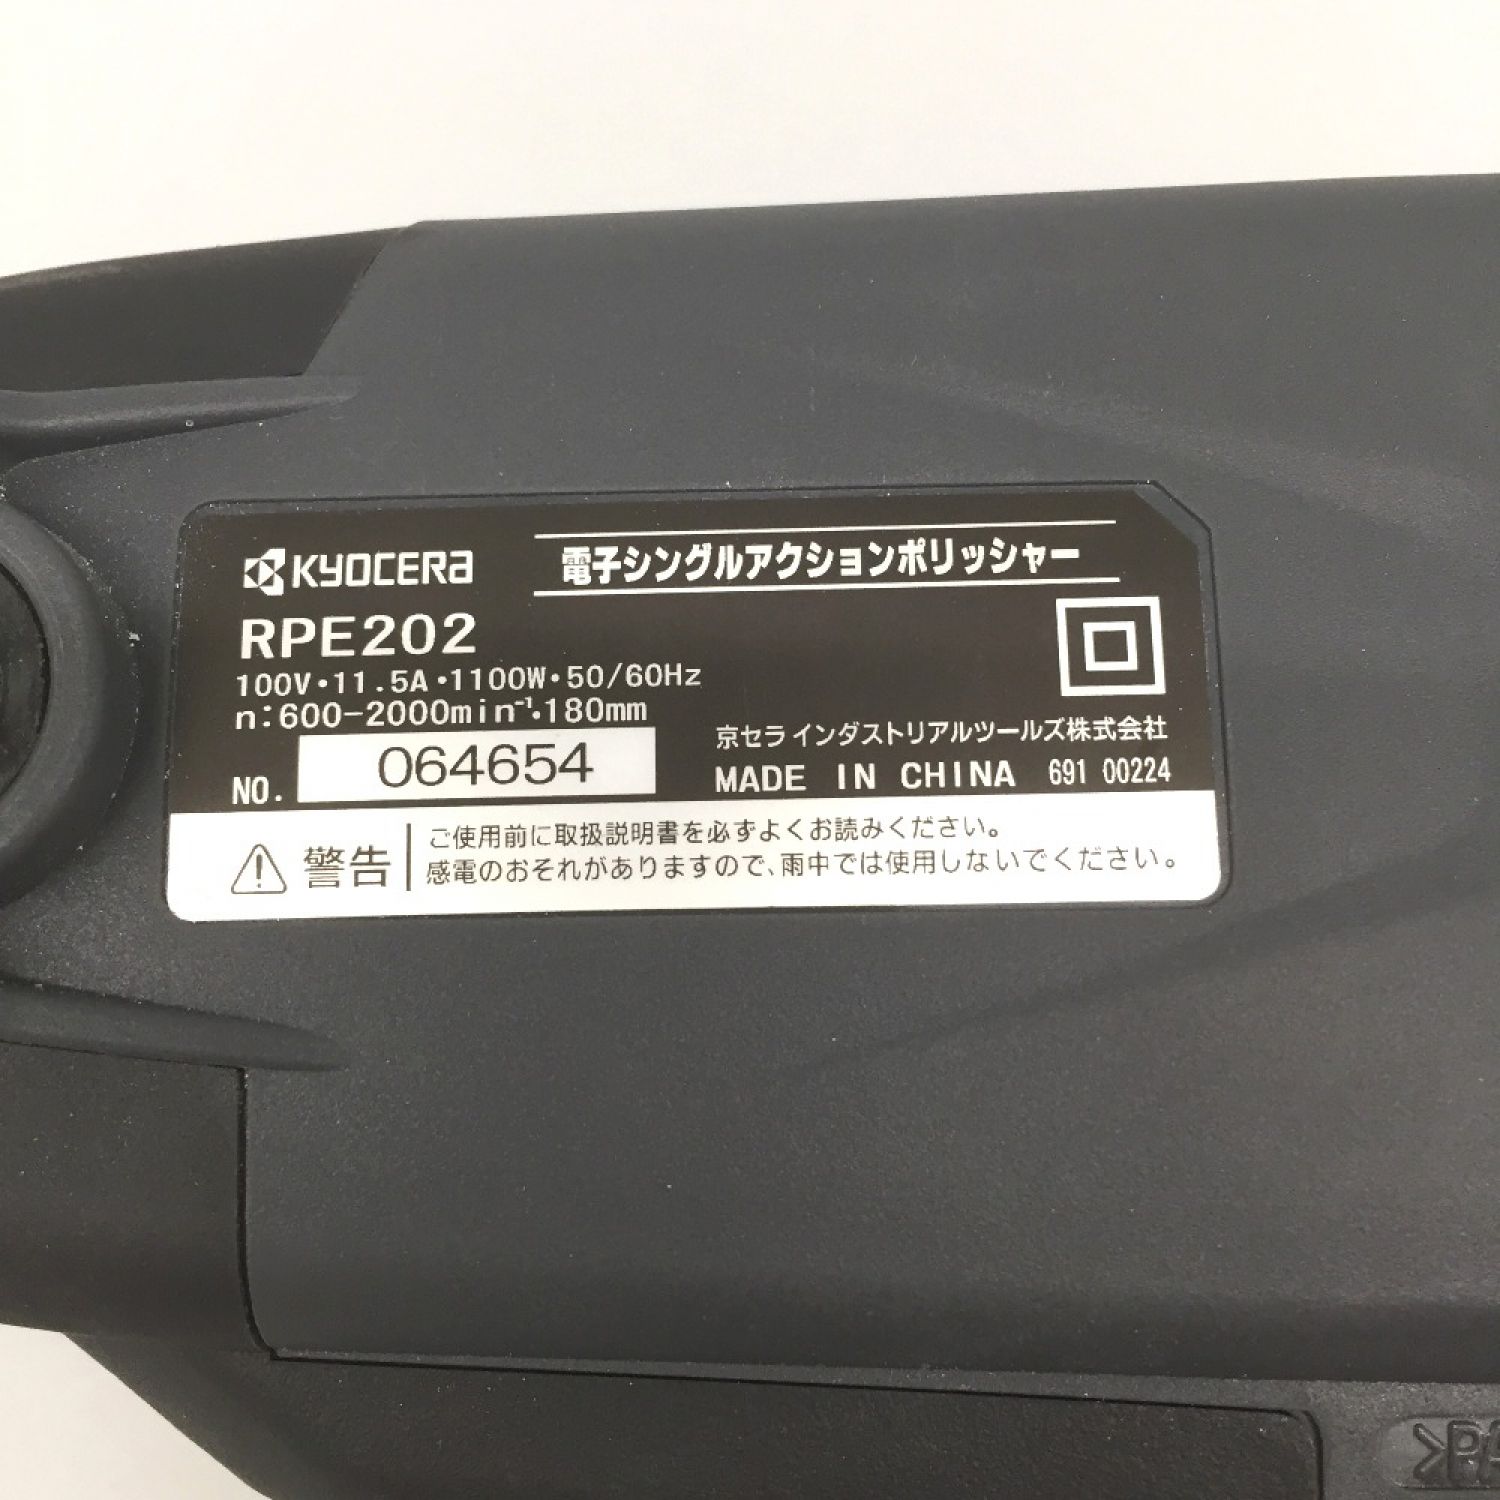 KYOCERA 電子シングルアクションポリッシャー
RPE202
100V・11.5A・1100W・50/60Hz
n:600-2000min⁻¹・180mm
京セラ インダストリアルツールズ株式会社
NO. 064654
MADE IN CHINA 691 00224
警告
ご使用前に取扱説明書を必ずよくお読みください。
感電のおそれがありますので、雨中では使用しないでください。
>PA